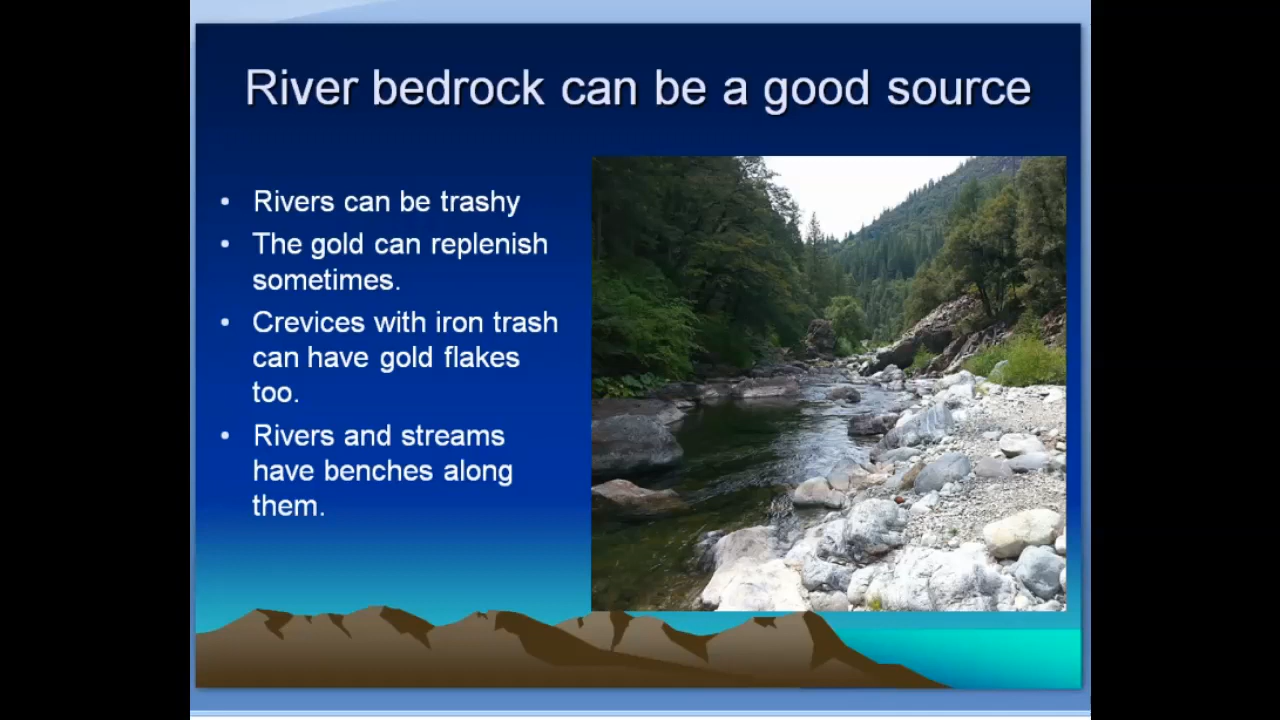 River bedrock can be a good source
• Rivers can be trashy
• The gold can replenish
sometimes.
• Crevices with iron trash
can have gold flakes
too.
• Rivers and streams
have benches along
them.